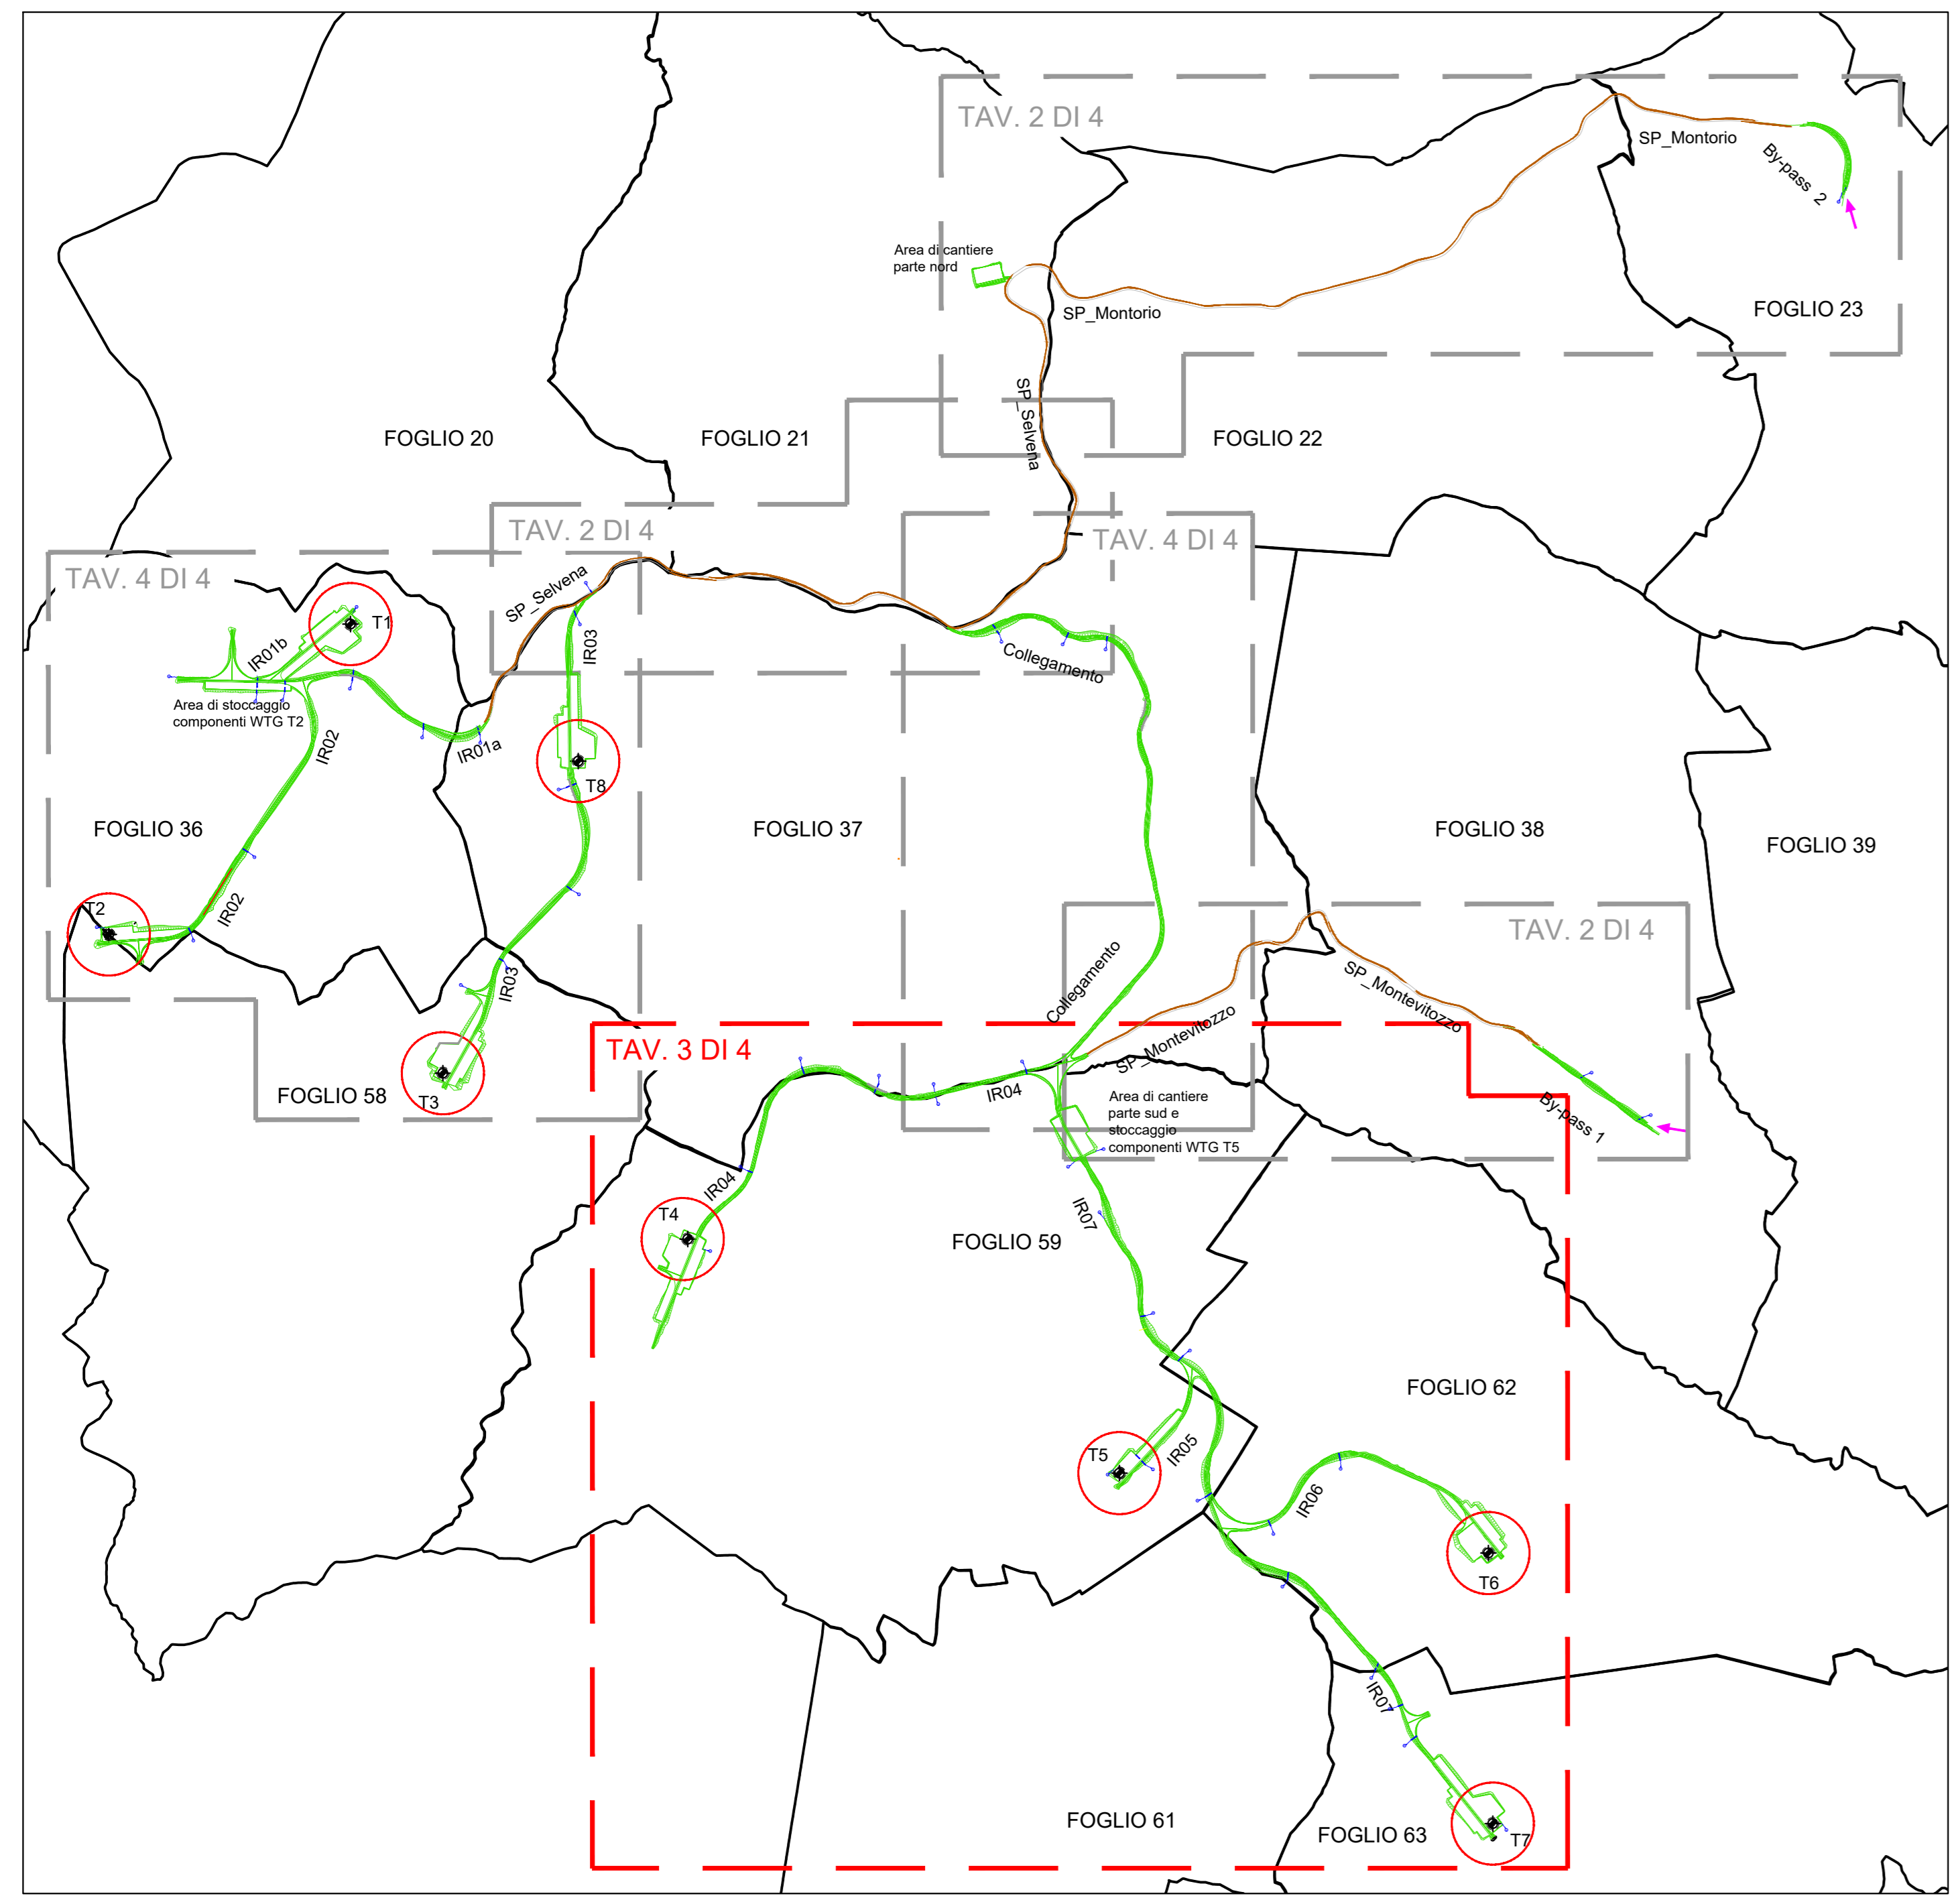 TAV. 2 DI 4
SP_Montorio
By-pass 2
Area di cantiere
parte nord
SP_Montorio
FOGLIO 23
SP_Selvena
FOGLIO 20
FOGLIO 21
FOGLIO 22
TAV. 2 DI 4
TAV. 4 DI 4
TAV. 4 DI 4
SP_Selvena
T1
IR01b
IR03
Collegamento
Area di stoccaggio
componenti WTG T2
IR02
IR01a
T8
FOGLIO 36
FOGLIO 37
FOGLIO 38
FOGLIO 39
T2
IR02
TAV. 2 DI 4
Collegamento
IR03
SP_Montevitozzo
SP_Montevitozzo
TAV. 3 DI 4
FOGLIO 58
T3
IR04
Area di cantiere
parte sud e
stoccaggio
componenti WTG T5
By-pass 1
IR04
T4
IR07
FOGLIO 59
FOGLIO 62
T5
IR05
IR06
T6
IR07
FOGLIO 61
FOGLIO 63
T7